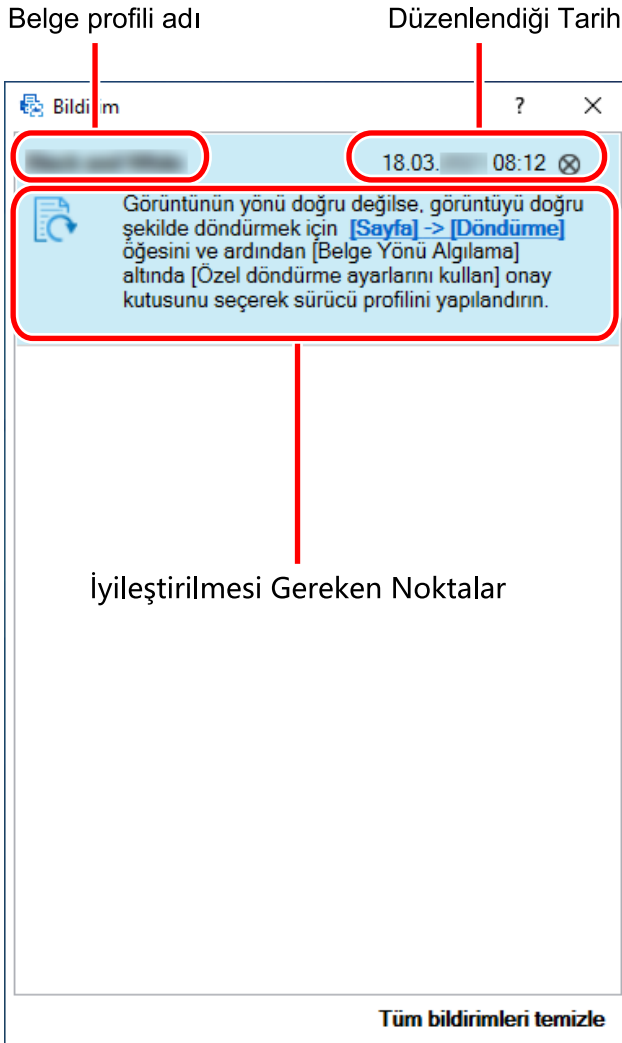 Belge profili adı
Düzenlendiği Tarih
Bildirim
?
18.03. 08:12
Görüntünün yönü doğru değilse, görüntüyü doğru
şekilde döndürmek için [Sayfa] -> [Döndürme]
öğesini ve ardından [Belge Yönü Algılama]
altında [Özel döndürme ayarlarını kullan] onay
kutusunu seçerek sürücü profilini yapılandırın.
İyileştirilmesi Gereken Noktalar
Tüm bildirimleri temizle